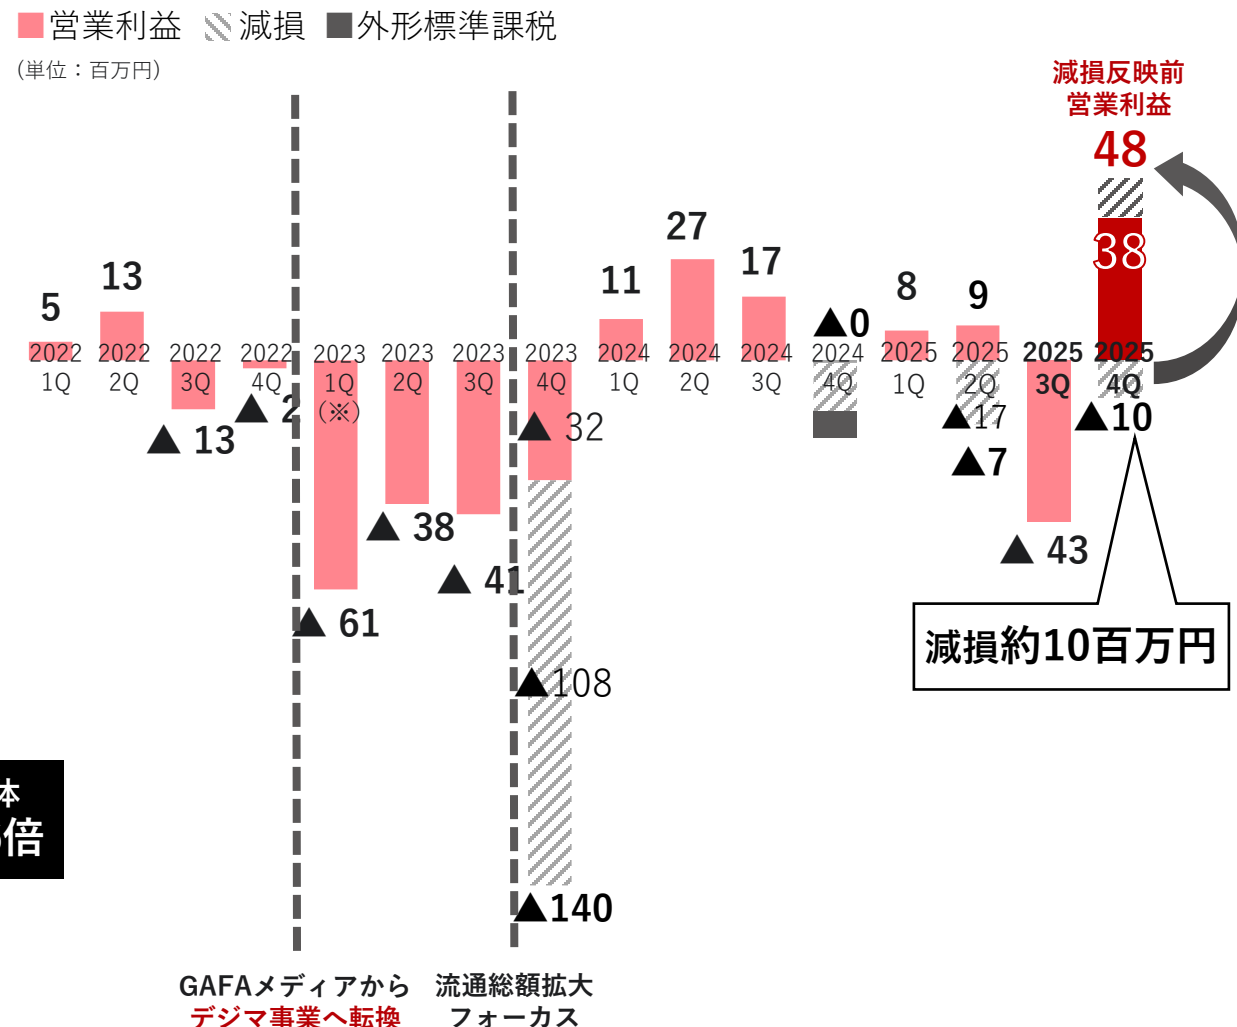 営業利益 減損 外形標準課税
(単位：百万円)
減損反映前
営業利益
48
38
5
13
▲ 13
▲ 2
▲ 61
▲ 38
▲ 41
▲ 32
▲108
▲140
11
27
17
▲0
8
9
▲17
▲7
▲ 43
▲10
2022
1Q
2022
2Q
2022
3Q
2022
4Q
2023
1Q
(※)
2023
2Q
2023
3Q
2023
4Q
2024
1Q
2024
2Q
2024
3Q
2024
4Q
2025
1Q
2025
2Q
2025
3Q
2025
4Q
減損約10百万円
体
倍
GAFAメディアから
デジマ事業へ転換
流通総額拡大
フォーカス